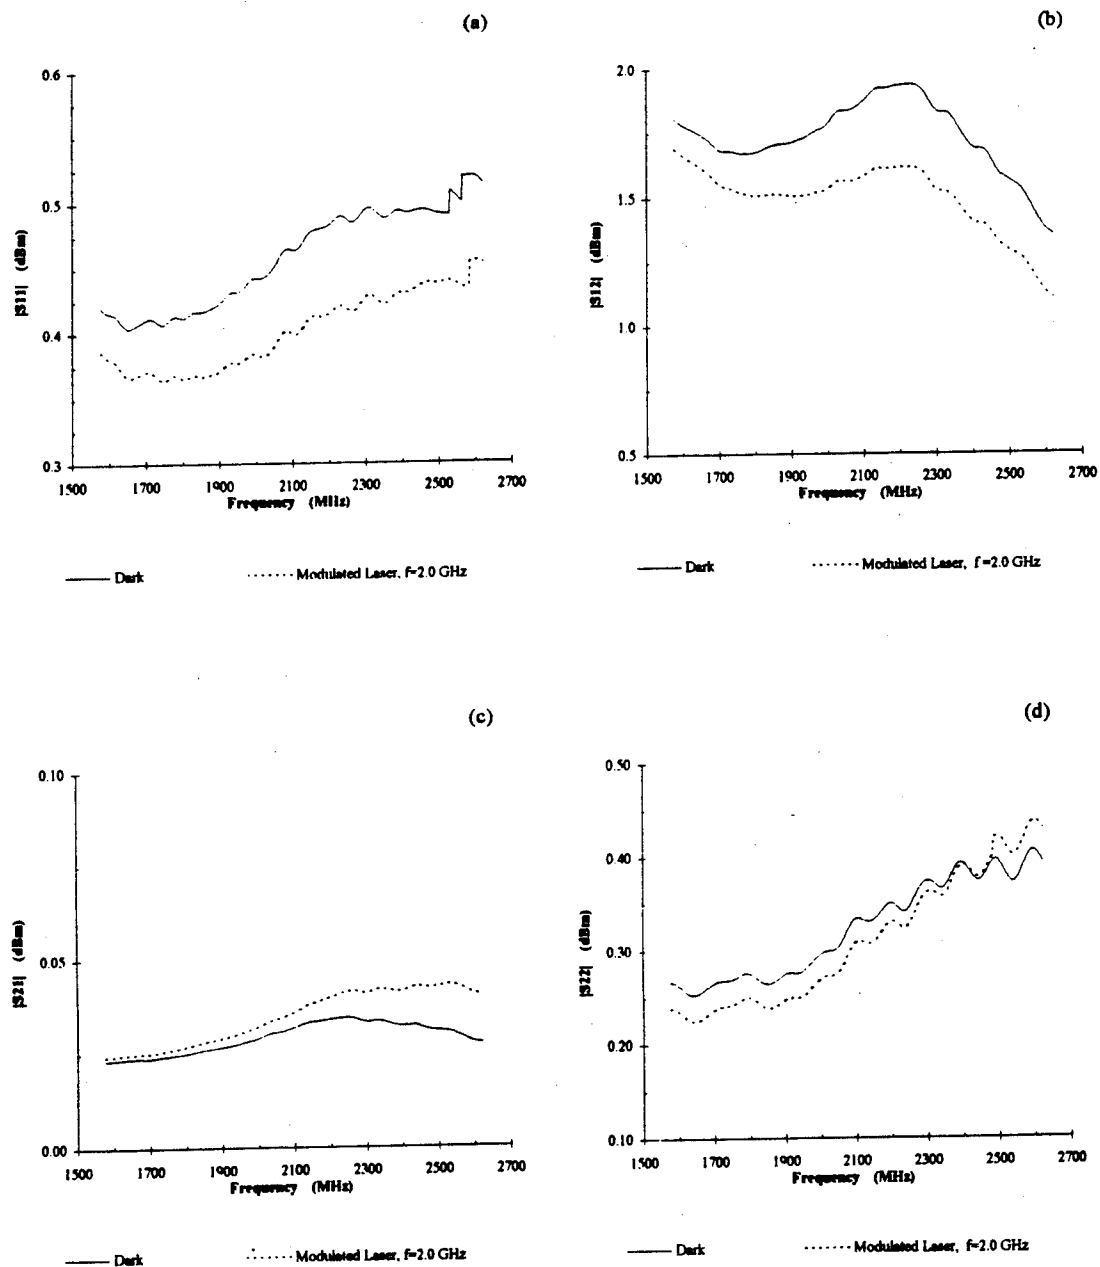 (a)
0.6
0.5
0.4
0.3
|S11| (dBm)
1500 1700 1900 2100 2300 2500 2700
Frequency (MHz)
Dark
Modulated Laser, f=2.0 GHz
(b)
2.0
1.5
1.0
0.5
|S12| (dBm)
1500 1700 1900 2100 2300 2500 2700
Frequency (MHz)
Dark
Modulated Laser, f=2.0 GHz
(c)
0.10
0.05
0.00
|S21| (dBm)
1500 1700 1900 2100 2300 2500 2700
Frequency (MHz)
Dark
Modulated Laser, f=2.0 GHz
(d)
0.50
0.40
0.30
0.20
0.10
|S22| (dBm)
1500 1700 1900 2100 2300 2500 2700
Frequency (MHz)
Dark
Modulated Laser, f=2.0 GHz